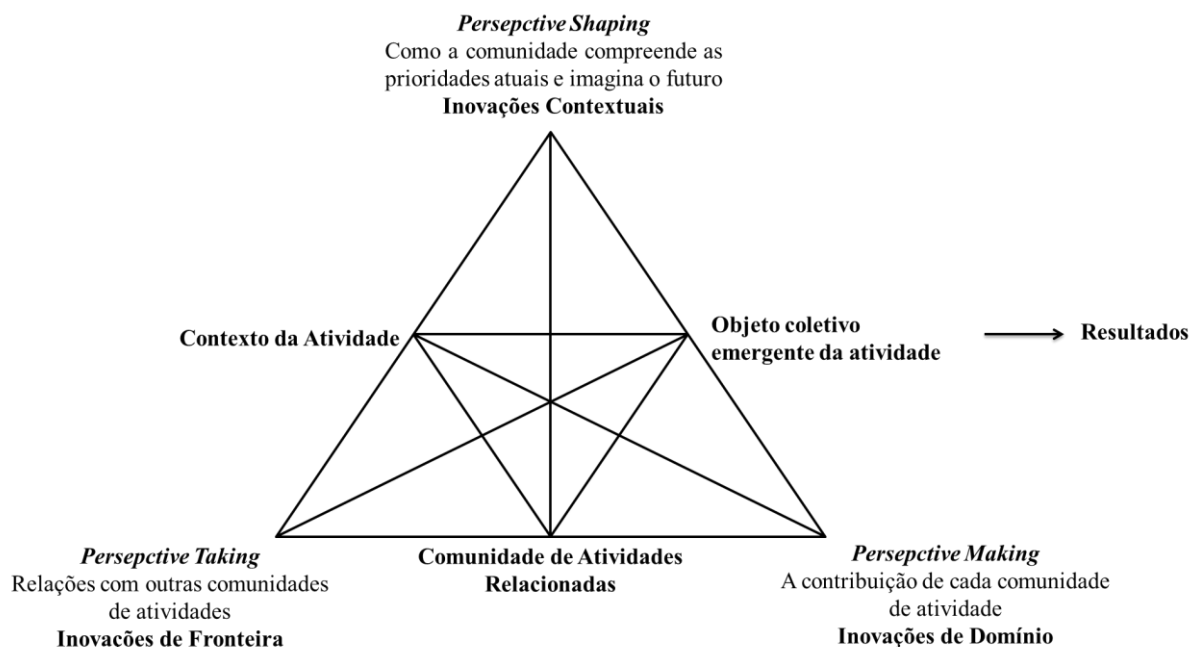 Persepctive Shaping
Como a comunidade compreende as
prioridades atuais e imagina o futuro
Inovações Contextuais
Contexto da Atividade
Objeto coletivo
emergente da atividade
Resultados
Persepctive Taking
Relações com outras comunidades
de atividades
Inovações de Fronteira
Comunidade de Atividades
Relacionadas
Persepctive Making
A contribuição de cada comunidade
de atividade
Inovações de Domínio